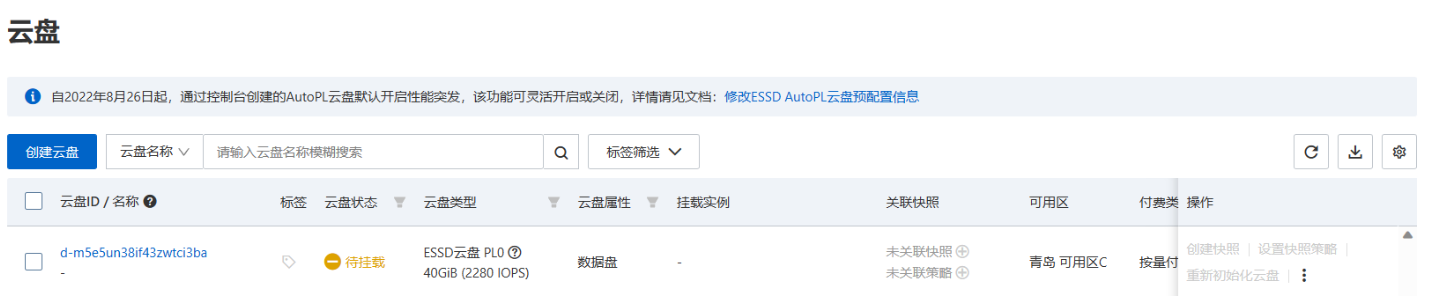 云盘
自2022年8月26日起，通过控制台创建的AutoPL云盘默认开启性能突发，该功能可灵活开启或关闭，详情请见文档：修改ESSD AutoPL云盘预配置信息
创建云盘 云盘名称 请输入云盘名称模糊搜索 标签筛选
云盘ID / 名称 标签 云盘状态 云盘类型 云盘属性 挂载实例 关联快照 可用区 付费类 操作
d-m5e5un38if43zwtci3ba
-
待挂载
ESSD云盘 PL0
40GiB (2280 IOPS)
数据盘
-
未关联快照
未关联策略
青岛 可用区C
按量付
创建快照 | 设置快照策略 |
重新初始化云盘 |